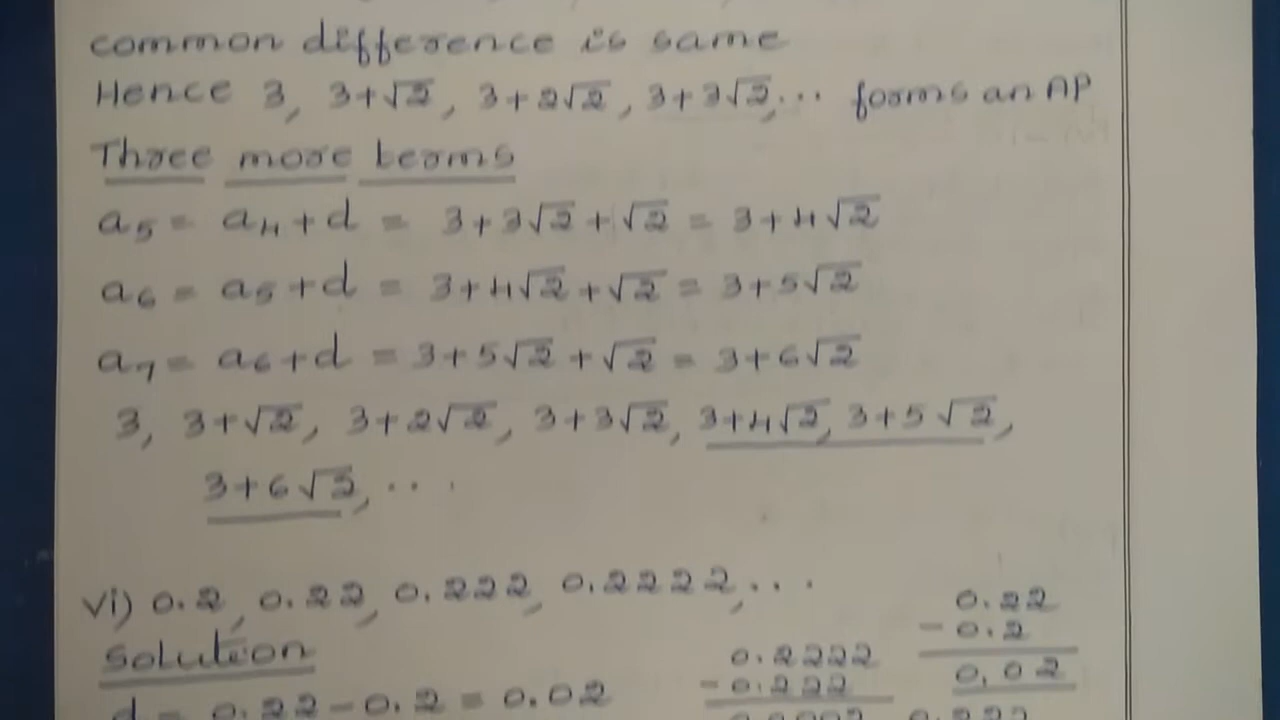 common difference is same
Hence 3, 3+√2, 3+2√2, 3+3√2,... forms an AP
Three more terms
a₅ = a₄+d = 3+3√2+√2 = 3+4√2
a₆ = a₅+d = 3+4√2+√2 = 3+5√2
a₇ = a₆+d = 3+5√2+√2 = 3+6√2
3, 3+√2, 3+2√2, 3+3√2, 3+4√2, 3+5√2,
3+6√2, ...
vi) 0.2, 0.22, 0.222, 0.2222,...
Solution
d = 0.22-0.2 = 0.02
0.2222
-0.222
0.22
-0.2
0.02
0.222